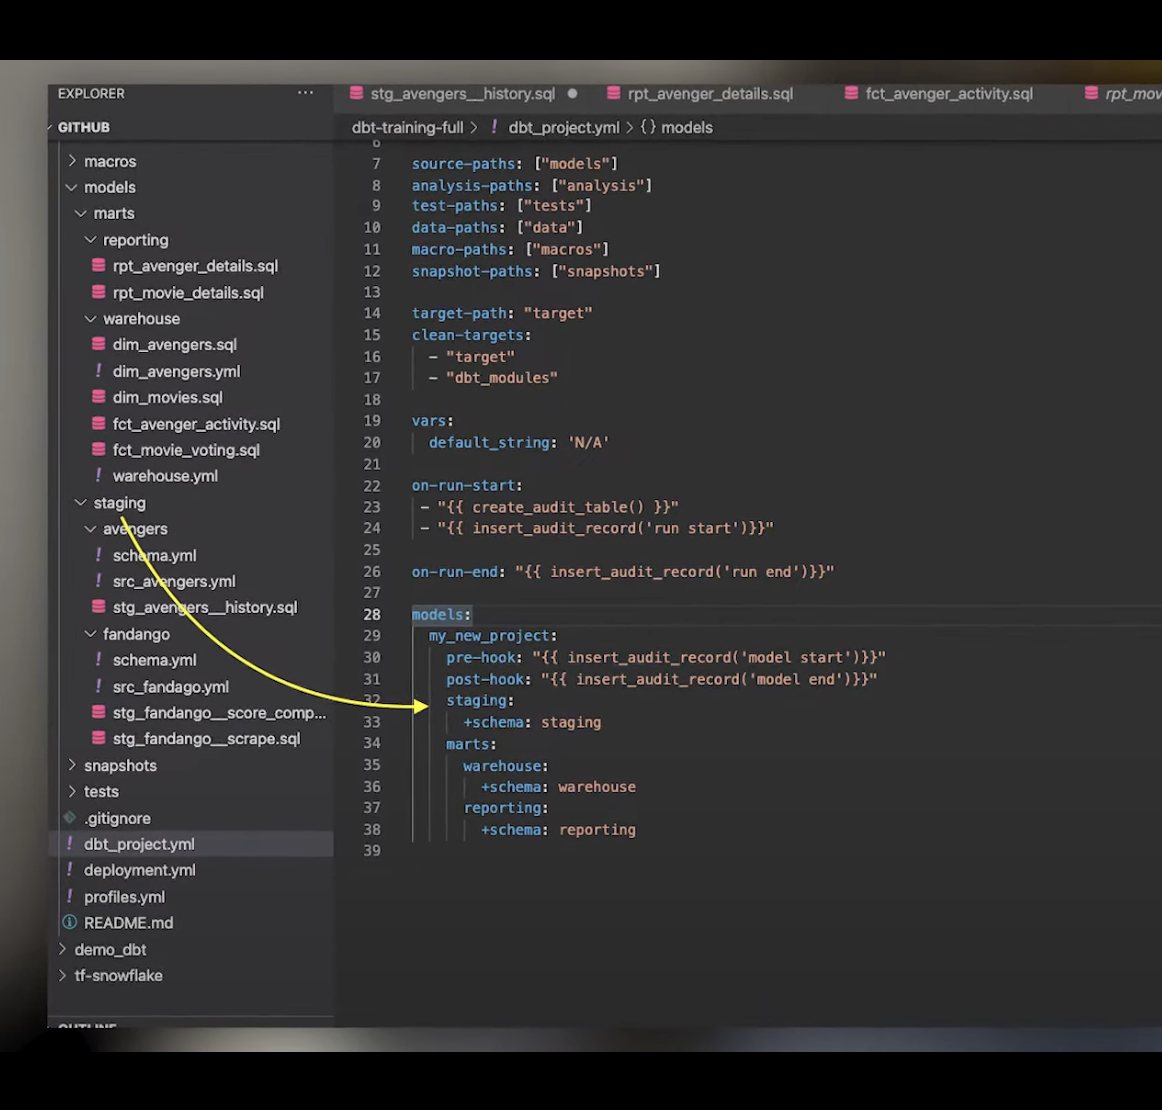 EXPLORER
GITHUB
macros
models
marts
reporting
rpt_avenger_details.sql
rpt_movie_details.sql
warehouse
dim_avengers.sql
dim_avengers.yml
dim_movies.sql
fct_avenger_activity.sql
fct_movie_voting.sql
warehouse.yml
staging
avengers
schema.yml
src_avengers.yml
stg_avengers__history.sql
fandango
schema.yml
src_fandago.yml
stg_fandango__score_comp...
stg_fandango__scrape.sql
snapshots
tests
.gitignore
dbt_project.yml
deployment.yml
profiles.yml
README.md
demo_dbt
tf-snowflake
OUTLINE
stg_avengers__history.sql rpt_avenger_details.sql fct_avenger_activity.sql rpt_mov
dbt-training-full > ! dbt_project.yml > {} models
6
7 source-paths: ["models"]
8 analysis-paths: ["analysis"]
9 test-paths: ["tests"]
10 data-paths: ["data"]
11 macro-paths: ["macros"]
12 snapshot-paths: ["snapshots"]
13
14 target-path: "target"
15 clean-targets:
16 - "target"
17 - "dbt_modules"
18
19 vars:
20 default_string: 'N/A'
21
22 on-run-start:
23 - "{{ create_audit_table() }}"
24 - "{{ insert_audit_record('run start')}}"
25
26 on-run-end: "{{ insert_audit_record('run end')}}"
27
28 models:
29 my_new_project:
30 pre-hook: "{{ insert_audit_record('model start')}}"
31 post-hook: "{{ insert_audit_record('model end')}}"
32 staging:
33 +schema: staging
34 marts:
35 warehouse:
36 +schema: warehouse
37 reporting:
38 +schema: reporting
39